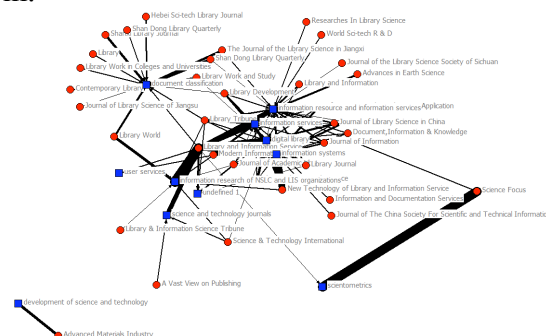 Hebei Sci-tech Library Journal
Shan Dong Library Quarterly
Library Journal
Researches In Library Science
World Sc-tech R & D
Library
The Journal of the Library Science in Jiangxi
Shan Dong Library Quarterly
The Journal of the Library Science Society of Sichuan
Library Work in Colleges and Universities
Advances in Earth Science
Library Work and Study
document classification
Library and Information
Contemporary Library
Library Development
Journal of Library Science of Jiangsu
information resource and information services
Application
Library Tribune
information services
Journal of Library Science in China
Library World
Document,Information & Knowledge
digital library
Journal of Information
Library and Information Service
Modern Information
information systems
Journal of Academic
Library Journal
user services
information research of NSLC and LIS organizations
ce
undefined 1
New Technology of Library and Information Service
Science Focus
Information and Documentation Services
science and technology journals
Journal of The China Society For Scientific and Technical Informatio
Library & Information Science Tribune
Science & Technology International
A Vast View on Publishing
scientometrics
development of science and technology
Advanced Materials Industry